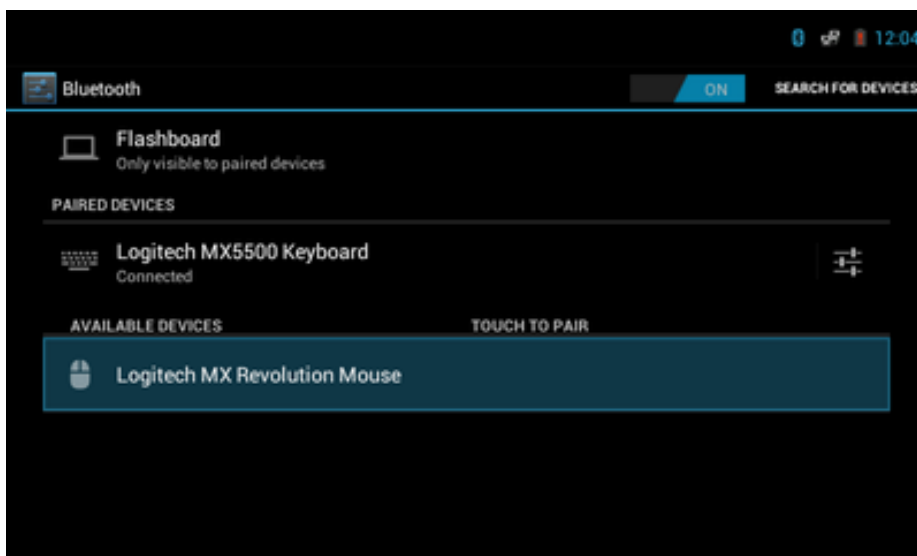 12:04
Bluetooth
ON
SEARCH FOR DEVICES
Flashboard
Only visible to paired devices
PAIRED DEVICES
Logitech MX5500 Keyboard
Connected
AVAILABLE DEVICES
TOUCH TO PAIR
Logitech MX Revolution Mouse